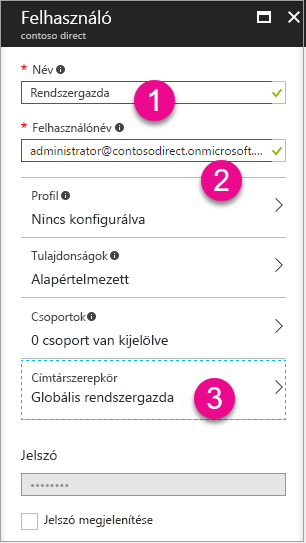 Felhasználó
contoso direct
* Név
Rendszergazda
1
* Felhasználónév
administrator@contosodirect.onmicrosoft....
2
Profil
Nincs konfigurálva
Tulajdonságok
Alapértelmezett
Csoportok
0 csoport van kijelölve
Címtárszerepkör
Globális rendszergazda
3
Jelszó
••••••••
Jelszó megjelenítése